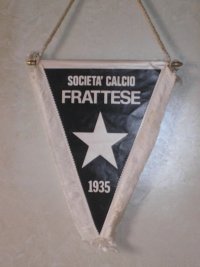 SOCIETA' CALCIO
FRATTESE
1935